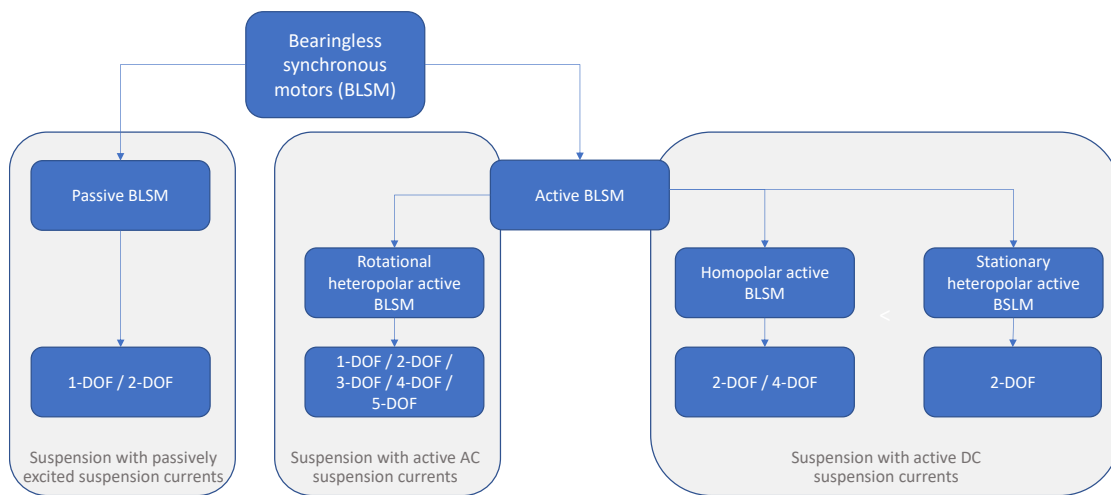 Bearingless
synchronous
motors (BLSM)
Passive BLSM
Active BLSM
Rotational
heteropolar active
BLSM
Homopolar active
BLSM
Stationary
heteropolar active
BSLM
<
1-DOF / 2-DOF
1-DOF / 2-DOF /
3-DOF / 4-DOF /
5-DOF
2-DOF / 4-DOF
2-DOF
Suspension with passively
excited suspension currents
Suspension with active AC
suspension currents
Suspension with active DC
suspension currents